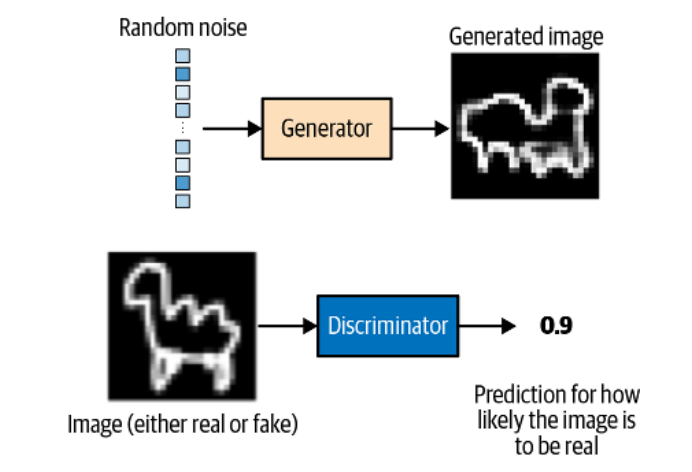 Random noise
Generated image
Generator
Discriminator
0.9
Image (either real or fake)
Prediction for how
likely the image is
to be real